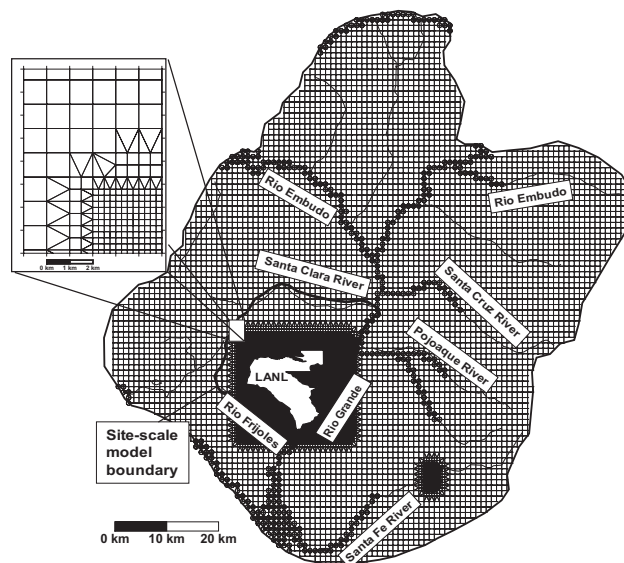 Rio Embudo
Rio Embudo
0 km 1 km 2 km
Santa Clara River
Santa Cruz River
Pojoaque River
LANL
Rio Grande
Rio Frijoles
Site-scale
model
boundary
Santa Fe River
0 km 10 km 20 km